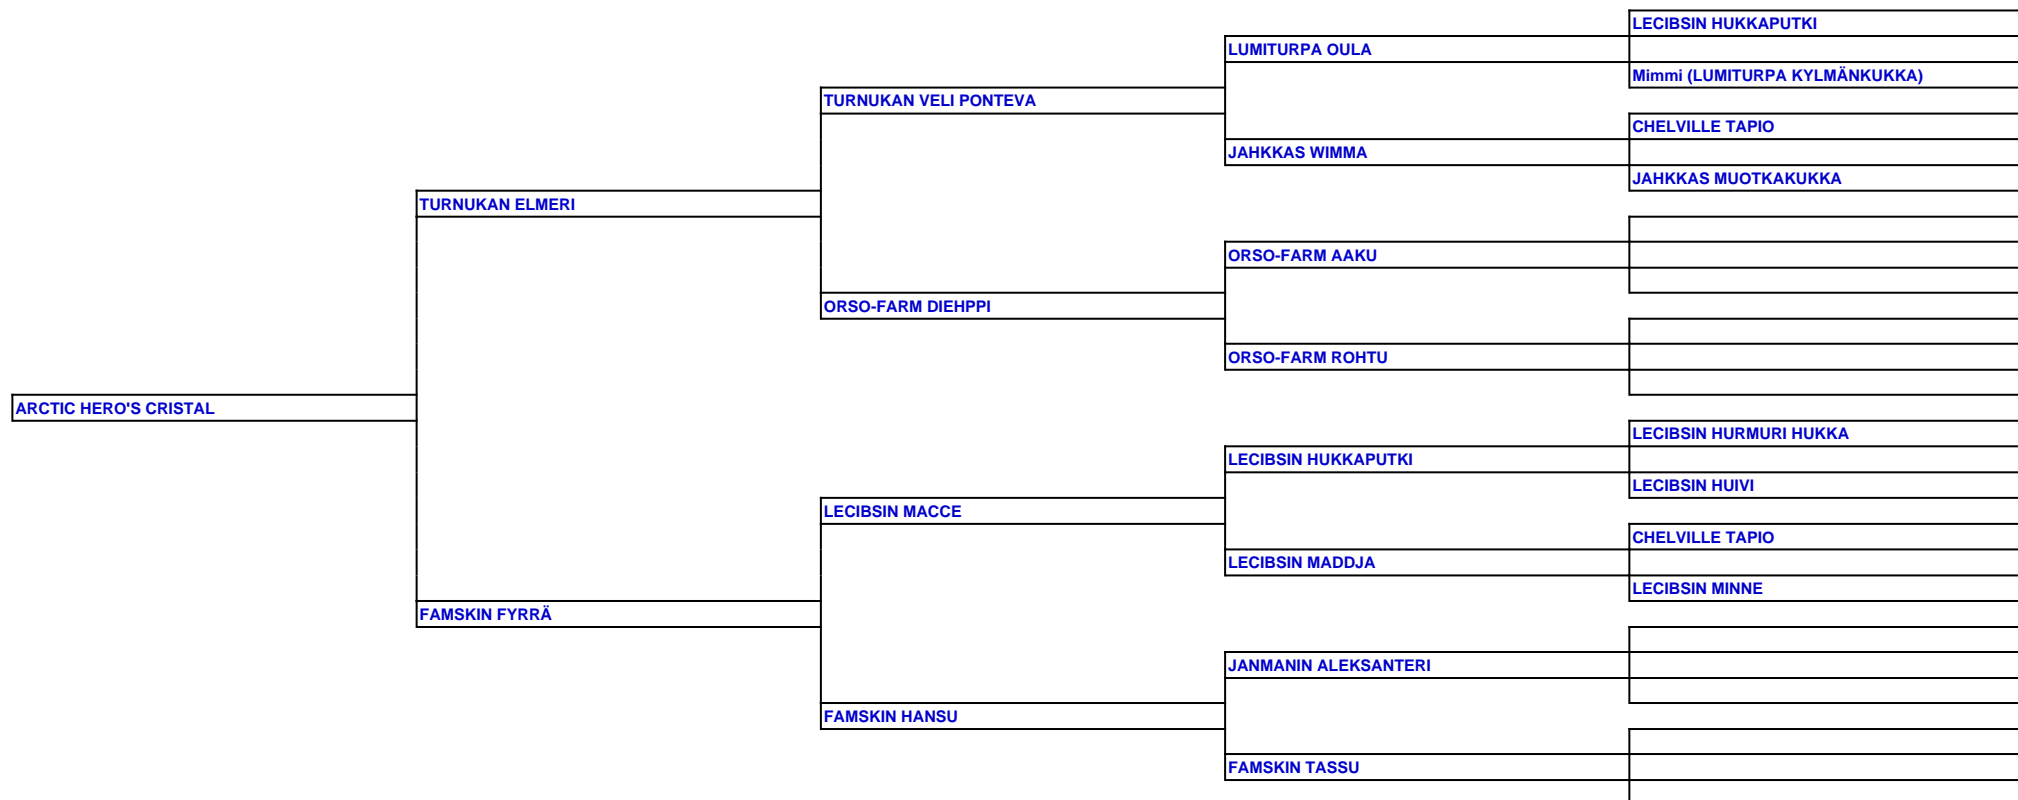 LECIBSIN HUKKAPUTKI
LUMITURPA OULA
Mimmi (LUMITURPA KYLMÄNKUKKA)
TURNUKAN VELI PONTEVA
CHELVILLE TAPIO
JAHKKAS WIMMA
JAHKKAS MUOTKAKUKKA
TURNUKAN ELMERI
ORSO-FARM AAKU
ORSO-FARM DIEHPPI
ORSO-FARM ROHTU
ARCTIC HERO'S CRISTAL
LECIBSIN HURMURI HUKKA
LECIBSIN HUKKAPUTKI
LECIBSIN HUIVI
LECIBSIN MACCE
CHELVILLE TAPIO
LECIBSIN MADDJA
LECIBSIN MINNE
FAMSKIN FYRRÄ
JANMANIN ALEKSANTERI
FAMSKIN HANSU
FAMSKIN TASSU